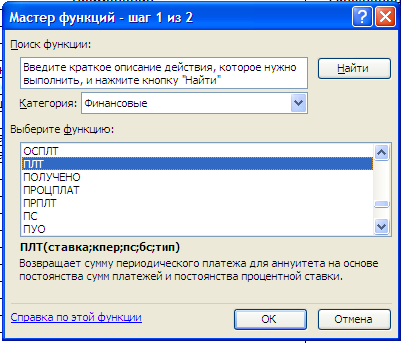 Мастер функций - шаг 1 из 2
Поиск функции:
Введите краткое описание действия, которое нужно
выполнить, и нажмите кнопку "Найти"
Найти
Категория: Финансовые
Выберите функцию:
ОСПЛТ
ПЛТ
ПОЛУЧЕНО
ПРОЦПЛАТ
ПРПЛТ
ПС
ПУО
ПЛТ(ставка;кпер;пс;бс;тип)
Возвращает сумму периодического платежа для аннуитета на основе
постоянства сумм платежей и постоянства процентной ставки.
Справка по этой функции
ОК
Отмена